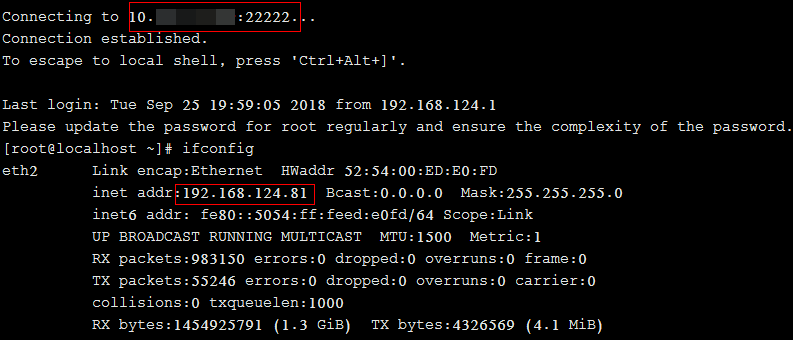 Connecting to 10. :22222...
Connection established.
To escape to local shell, press 'Ctrl+Alt+]'.
Last login: Tue Sep 25 19:59:05 2018 from 192.168.124.1
Please update the password for root regularly and ensure the complexity of the password.
[root@localhost ~]# ifconfig
eth2 Link encap:Ethernet HWaddr 52:54:00:ED:E0:FD
inet addr:192.168.124.81 Bcast:0.0.0.0 Mask:255.255.255.0
inet6 addr: fe80::5054:ff:feed:e0fd/64 Scope:Link
UP BROADCAST RUNNING MULTICAST MTU:1500 Metric:1
RX packets:983150 errors:0 dropped:0 overruns:0 frame:0
TX packets:55246 errors:0 dropped:0 overruns:0 carrier:0
collisions:0 txqueuelen:1000
RX bytes:1454925791 (1.3 GiB) TX bytes:4326569 (4.1 MiB)